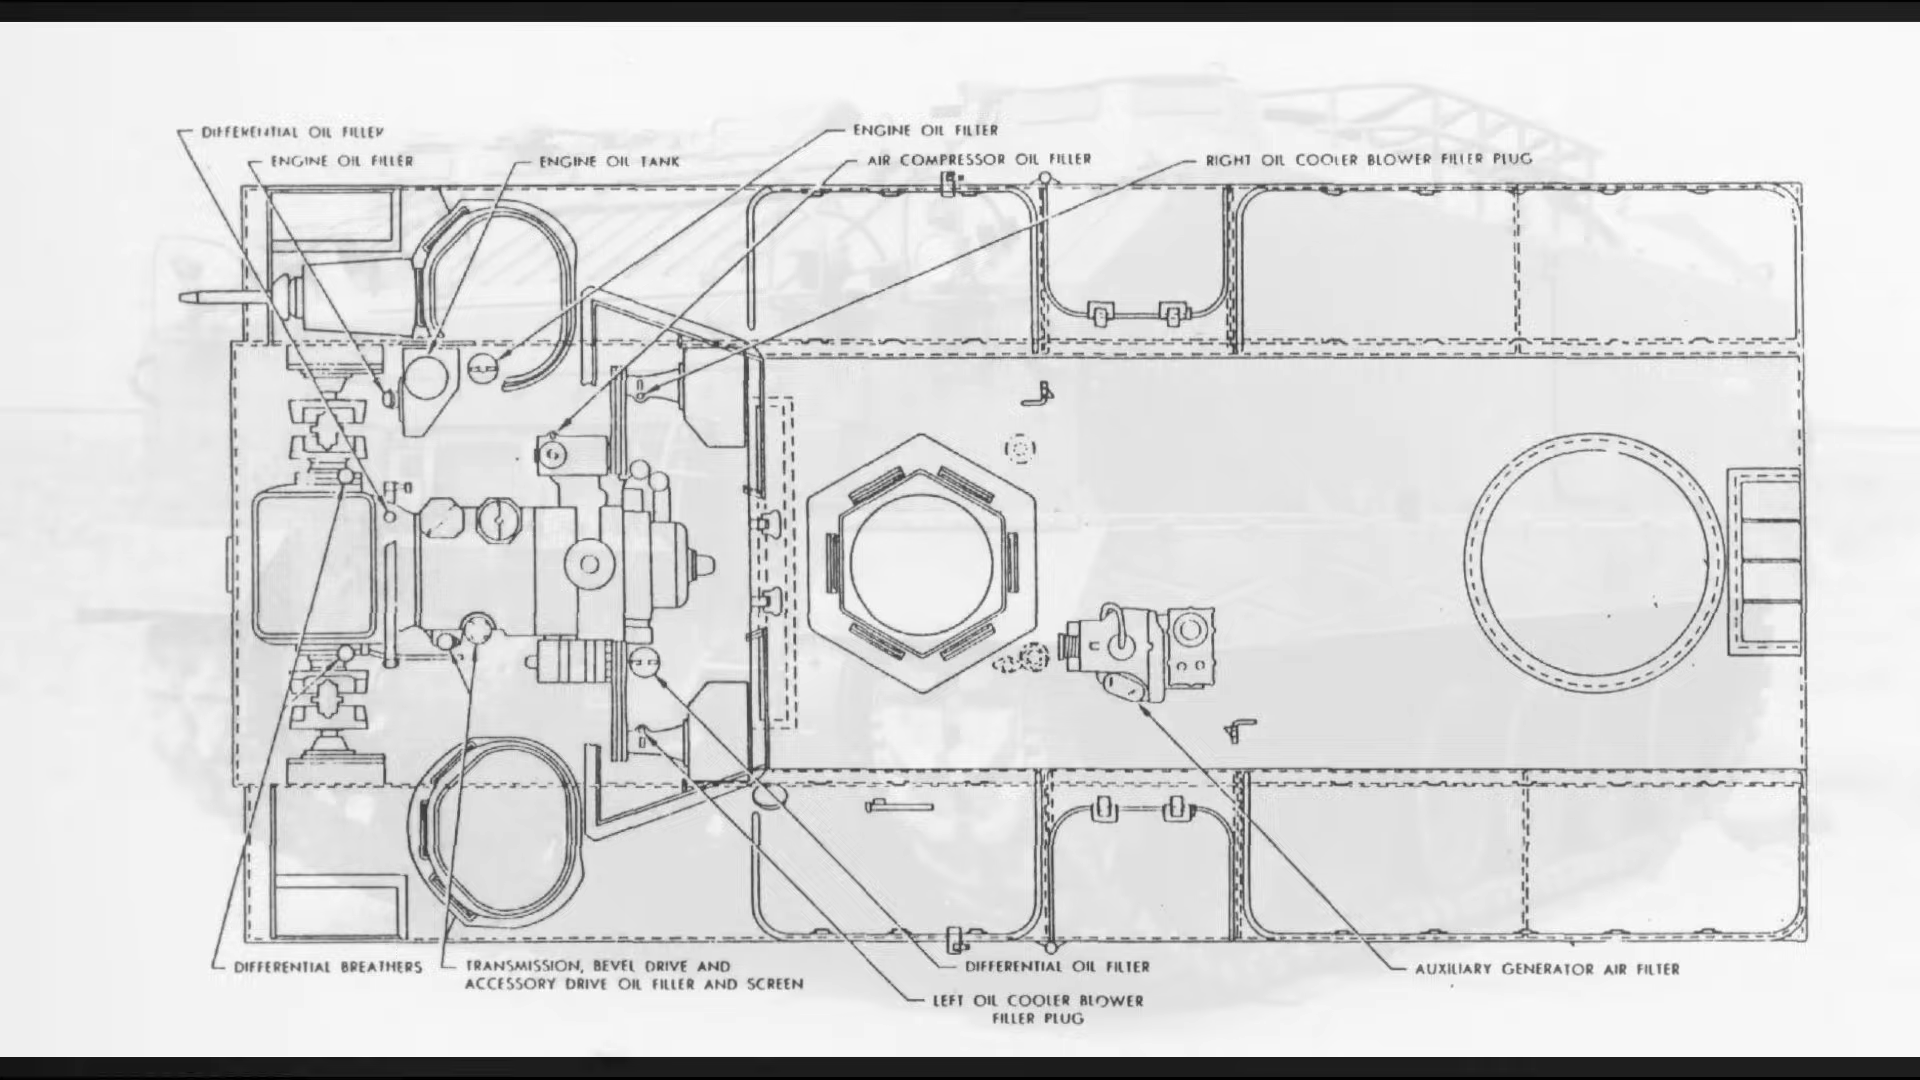 DIFFERENTIAL OIL FILLER
ENGINE OIL FILTER
ENGINE OIL FILLER
ENGINE OIL TANK
AIR COMPRESSOR OIL FILLER
RIGHT OIL COOLER BLOWER FILLER PLUG
DIFFERENTIAL BREATHERS
TRANSMISSION, BEVEL DRIVE AND
ACCESSORY DRIVE OIL FILLER AND SCREEN
DIFFERENTIAL OIL FILTER
AUXILIARY GENERATOR AIR FILTER
LEFT OIL COOLER BLOWER
FILLER PLUG